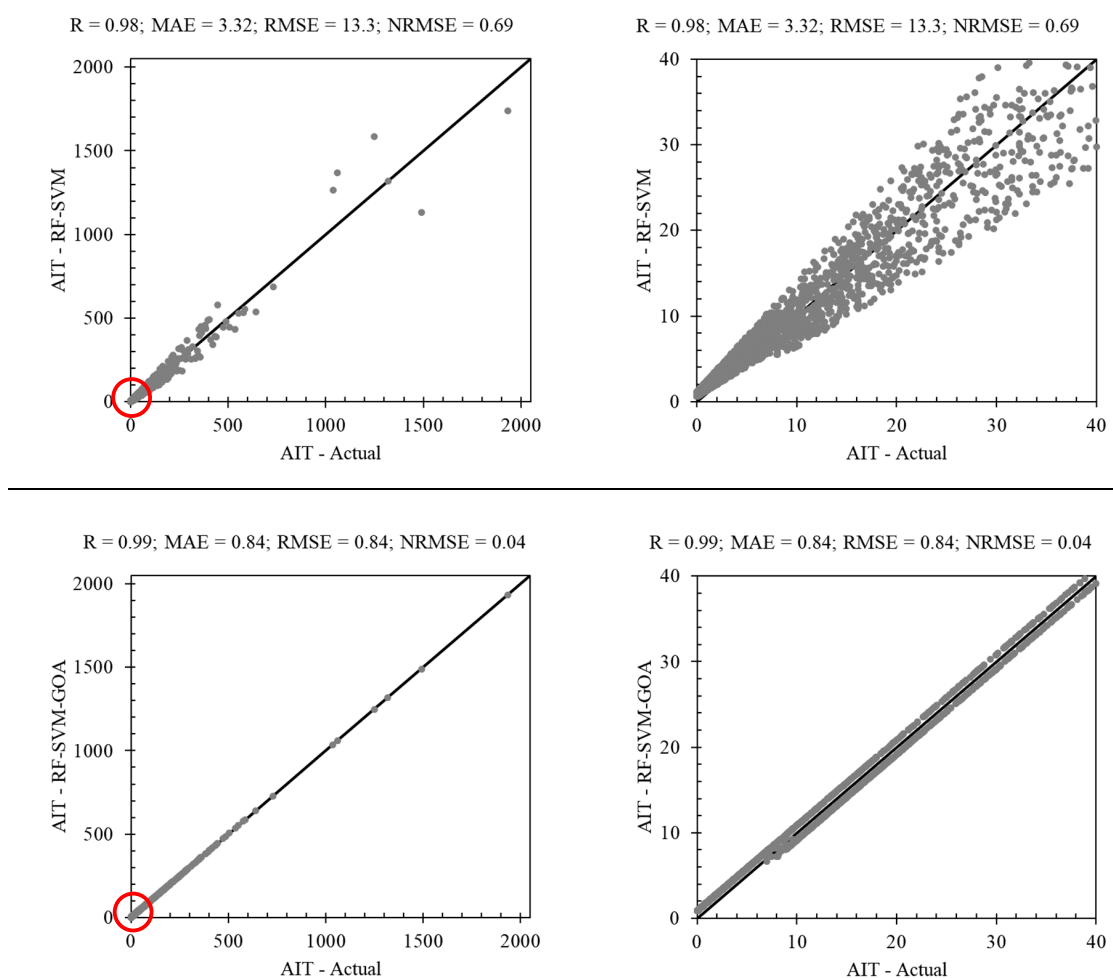 R = 0.98; MAE = 3.32; RMSE = 13.3; NRMSE = 0.69
2000
1500
1000
500
0
AIT - RF-SVM
0 500 1000 1500 2000
AIT - Actual
R = 0.98; MAE = 3.32; RMSE = 13.3; NRMSE = 0.69
40
30
20
10
0
AIT - RF-SVM
0 10 20 30 40
AIT - Actual
R = 0.99; MAE = 0.84; RMSE = 0.84; NRMSE = 0.04
2000
1500
1000
500
0
AIT - RF-SVM-GOA
0 500 1000 1500 2000
AIT - Actual
R = 0.99; MAE = 0.84; RMSE = 0.84; NRMSE = 0.04
40
30
20
10
0
AIT - RF-SVM-GOA
0 10 20 30 40
AIT - Actual